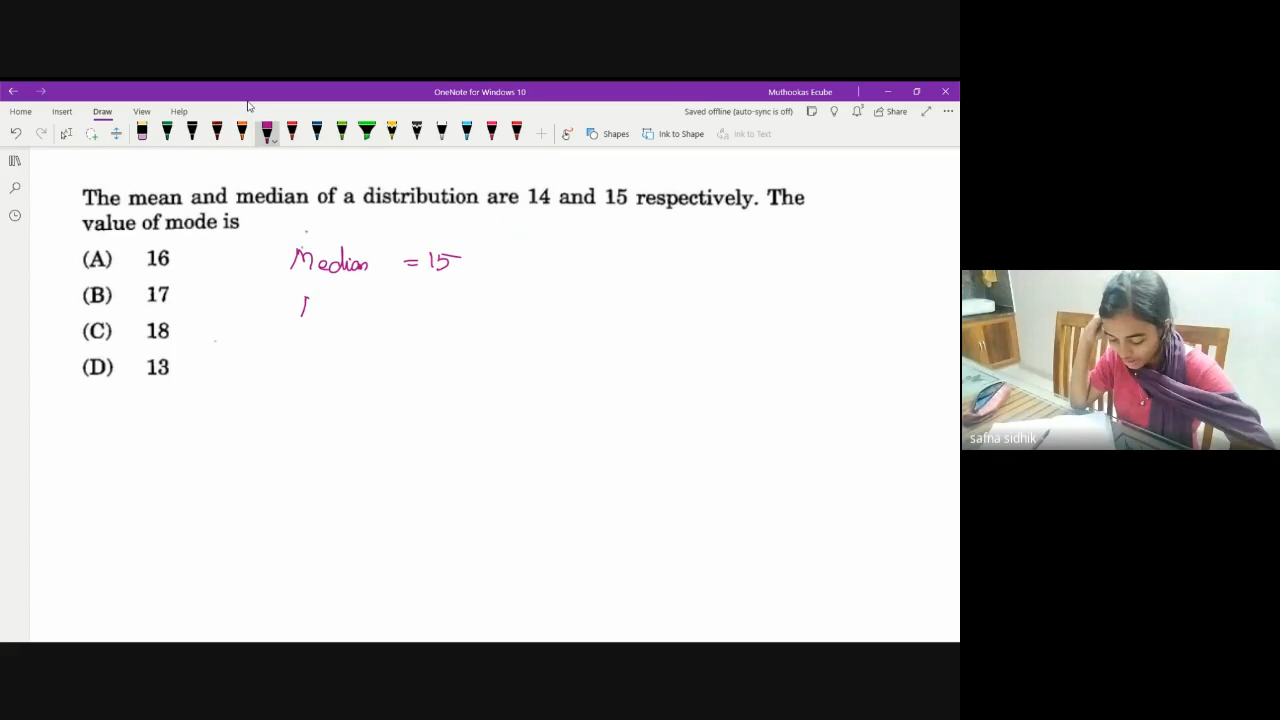 OneNote for Windows 10
Muthookas Ecube
Home Insert Draw View Help
Saved offline (auto-sync is off)
Share
Shapes
Ink to Shape
Ink to Text
The mean and median of a distribution are 14 and 15 respectively. The
value of mode is
(A) 16
Median = 15
(B) 17
(C) 18
(D) 13
safna sidhik